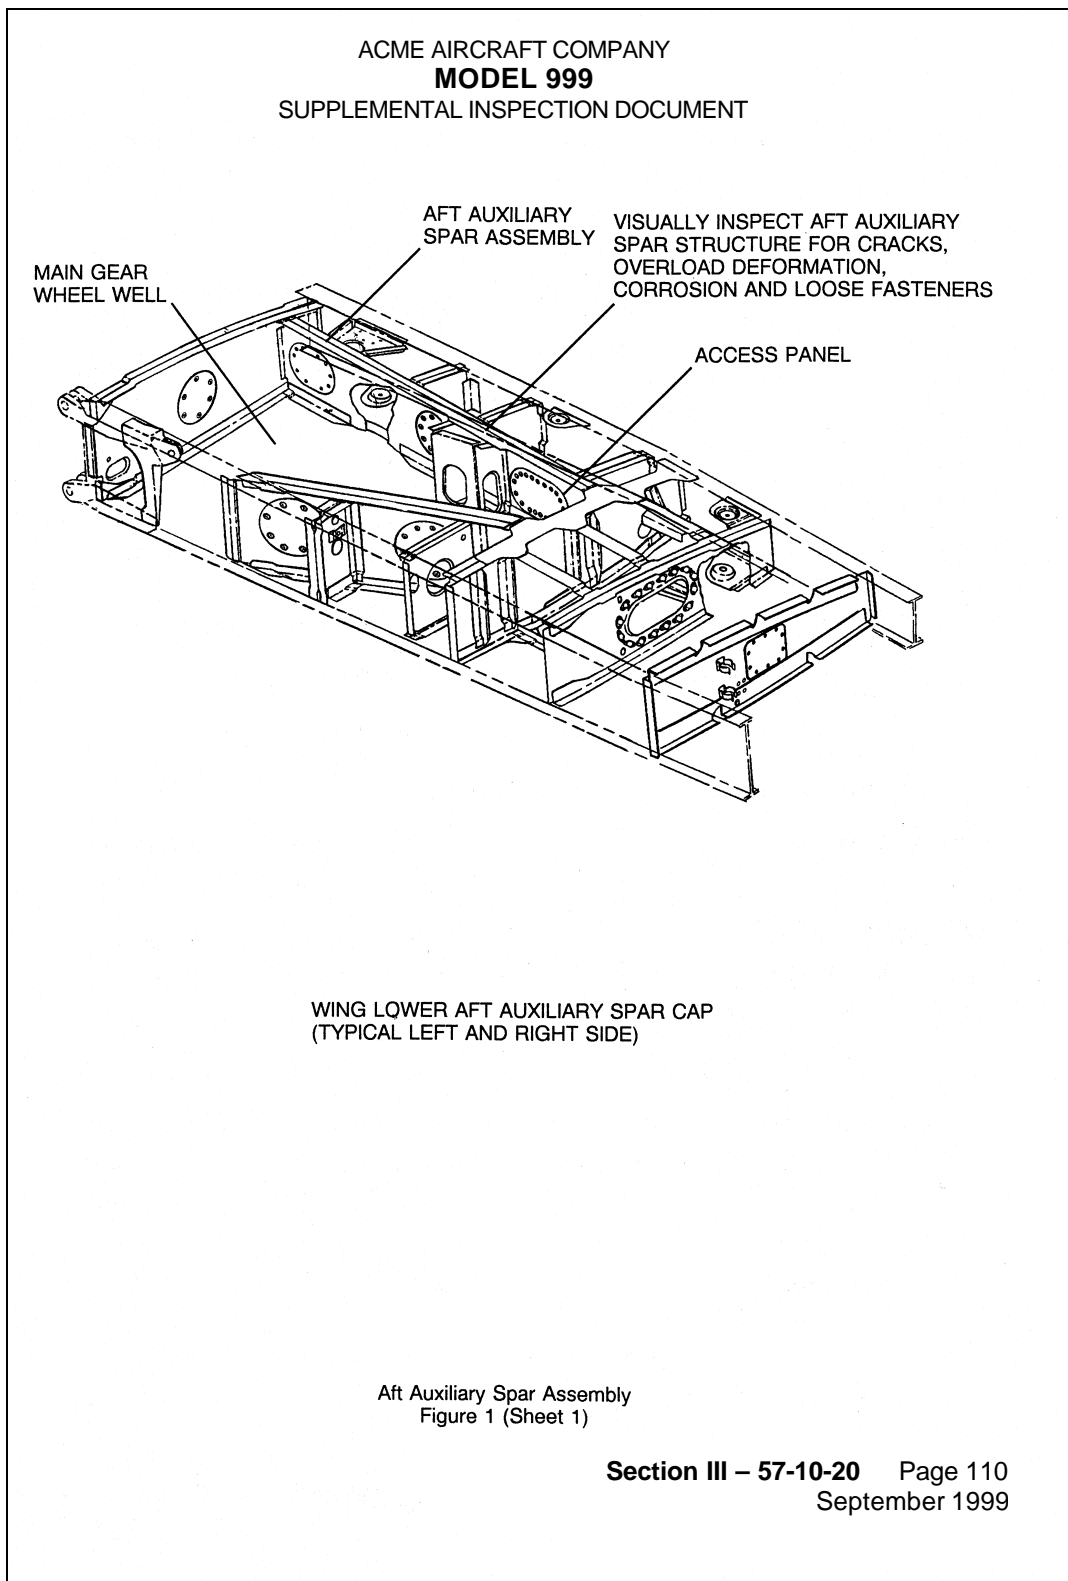 ACME AIRCRAFT COMPANY
MODEL 999
SUPPLEMENTAL INSPECTION DOCUMENT
AFT AUXILIARY
SPAR ASSEMBLY
VISUALLY INSPECT AFT AUXILIARY
SPAR STRUCTURE FOR CRACKS,
OVERLOAD DEFORMATION,
CORROSION AND LOOSE FASTENERS
MAIN GEAR
WHEEL WELL
ACCESS PANEL
WING LOWER AFT AUXILIARY SPAR CAP
(TYPICAL LEFT AND RIGHT SIDE)
Aft Auxiliary Spar Assembly
Figure 1 (Sheet 1)
Section III – 57-10-20 Page 110
September 1999